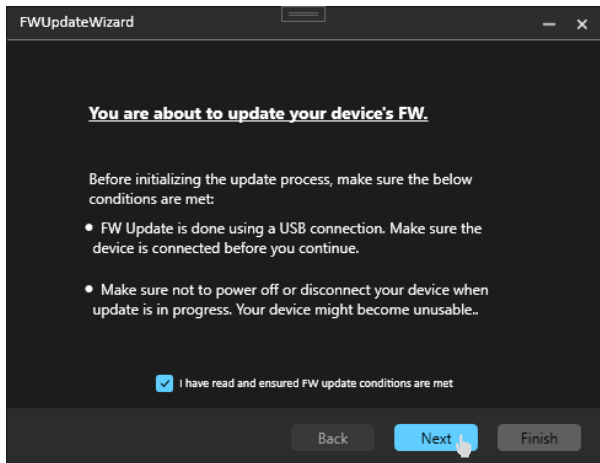 FWUpdateWizard
You are about to update your device's FW.
Before initializing the update process, make sure the below
conditions are met:
• FW Update is done using a USB connection. Make sure the
device is connected before you continue.
• Make sure not to power off or disconnect your device when
update is in progress. Your device might become unusable..
I have read and ensured FW update conditions are met
Back Next Finish